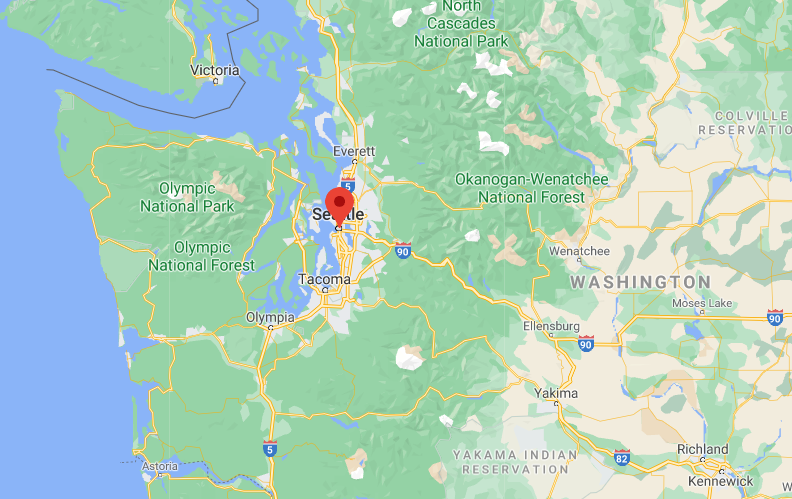 North
Cascades
National Park
Victoria
COLVILLE
RESERVATIO
Everett
5
Olympic
National Park
Okanogan-Wenatchee
National Forest
Seattle
Olympic
National Forest
90
Wenatchee
Tacoma
WASHINGTON
Moses Lake
Olympia
90
Ellensburg
90
Yakima
5
YAKAMA INDIAN
RESERVATION
82
Richland
Astoria
Kennewick
W